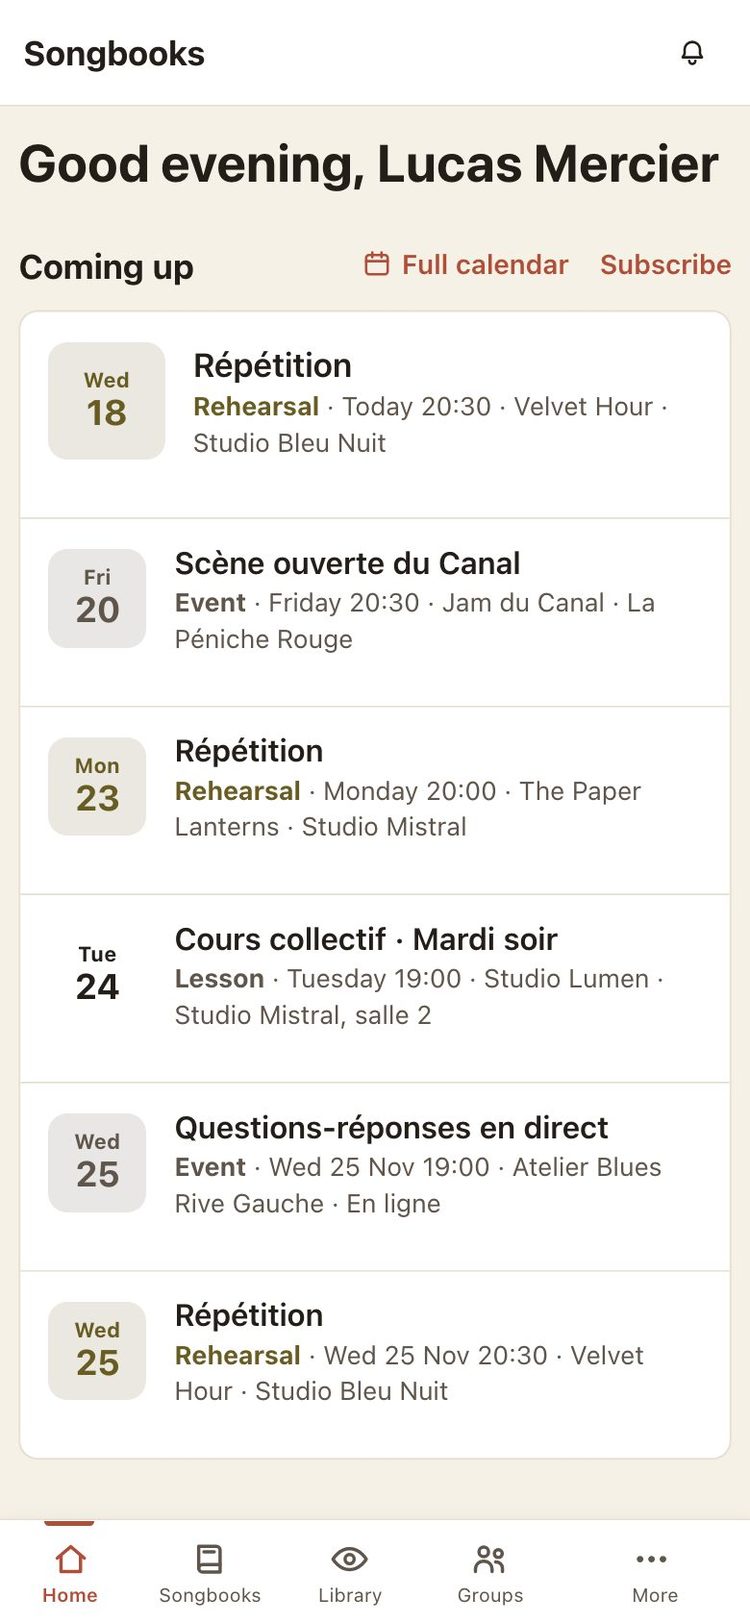 Songbooks
Good evening, Lucas Mercier
Coming up
Full calendar
Subscribe
Wed
18
Répétition
Rehearsal · Today 20:30 · Velvet Hour ·
Studio Bleu Nuit
Fri
20
Scène ouverte du Canal
Event · Friday 20:30 · Jam du Canal · La
Péniche Rouge
Mon
23
Répétition
Rehearsal · Monday 20:00 · The Paper
Lanterns · Studio Mistral
Tue
24
Cours collectif · Mardi soir
Lesson · Tuesday 19:00 · Studio Lumen ·
Studio Mistral, salle 2
Wed
25
Questions-réponses en direct
Event · Wed 25 Nov 19:00 · Atelier Blues
Rive Gauche · En ligne
Wed
25
Répétition
Rehearsal · Wed 25 Nov 20:30 · Velvet
Hour · Studio Bleu Nuit
Home
Songbooks
Library
Groups
More